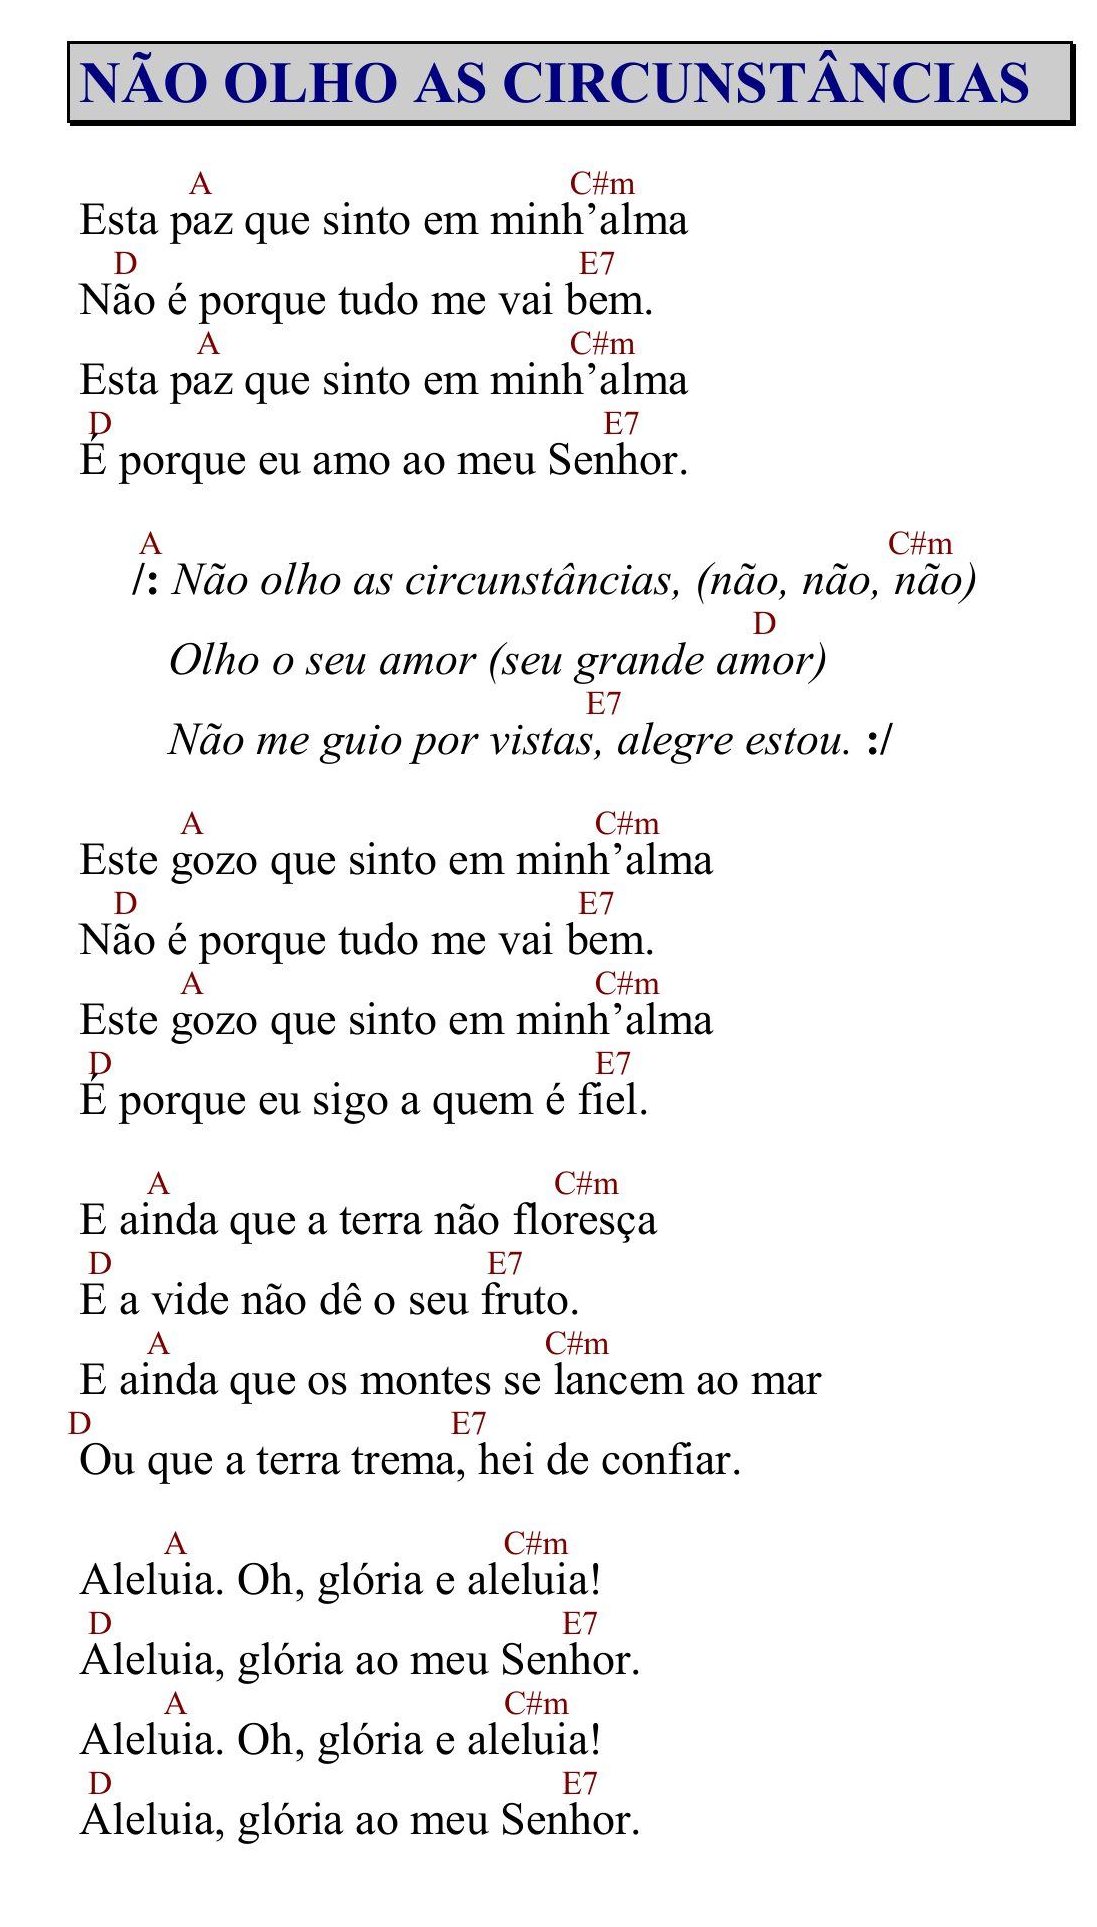 NÃO OLHO AS CIRCUNSTÂNCIAS
A C#m
Esta paz que sinto em minh’alma
D E7
Não é porque tudo me vai bem.
A C#m
Esta paz que sinto em minh’alma
D E7
É porque eu amo ao meu Senhor.
A C#m
/: Não olho as circunstâncias, (não, não, não)
D
Olho o seu amor (seu grande amor)
E7
Não me guio por vistas, alegre estou. :/
A C#m
Este gozo que sinto em minh’alma
D E7
Não é porque tudo me vai bem.
A C#m
Este gozo que sinto em minh’alma
D E7
É porque eu sigo a quem é fiel.
A C#m
E ainda que a terra não floresça
D E7
E a vide não dê o seu fruto.
A C#m
E ainda que os montes se lancem ao mar
D E7
Ou que a terra trema, hei de confiar.
A C#m
Aleluia. Oh, glória e aleluia!
D E7
Aleluia, glória ao meu Senhor.
A C#m
Aleluia. Oh, glória e aleluia!
D E7
Aleluia, glória ao meu Senhor.